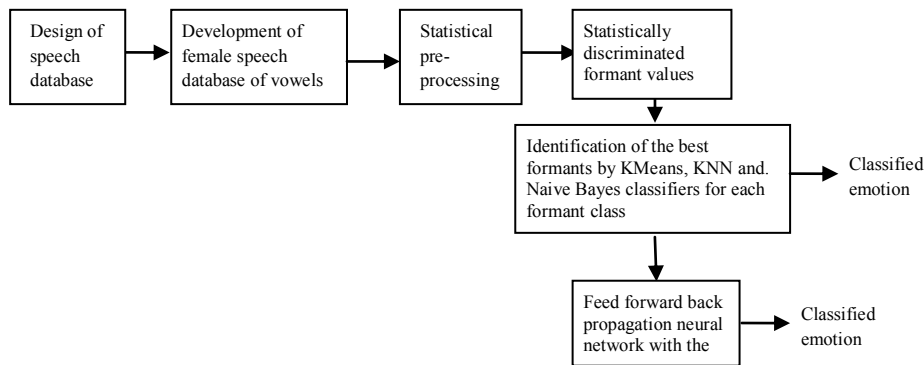 Design of
speech
database
Development of
female speech
database of vowels
Statistical
pre-
processing
Statistically
discriminated
formant values
Identification of the best
formants by KMeans, KNN and.
Naive Bayes classifiers for each
formant class
Classified
emotion
Feed forward back
propagation neural
network with the
Classified
emotion